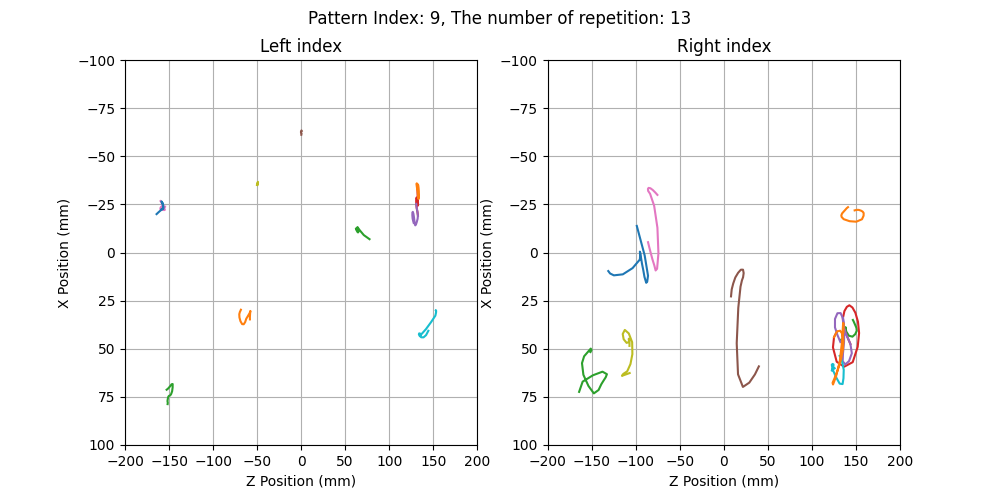 Pattern Index: 9, The number of repetition: 13
Left index
Right index
−100
−75
−50
−25
0
25
50
75
100
X Position (mm)
−200 −150 −100 −50 0 50 100 150 200
Z Position (mm)
−100
−75
−50
−25
0
25
50
75
100
X Position (mm)
−200 −150 −100 −50 0 50 100 150 200
Z Position (mm)